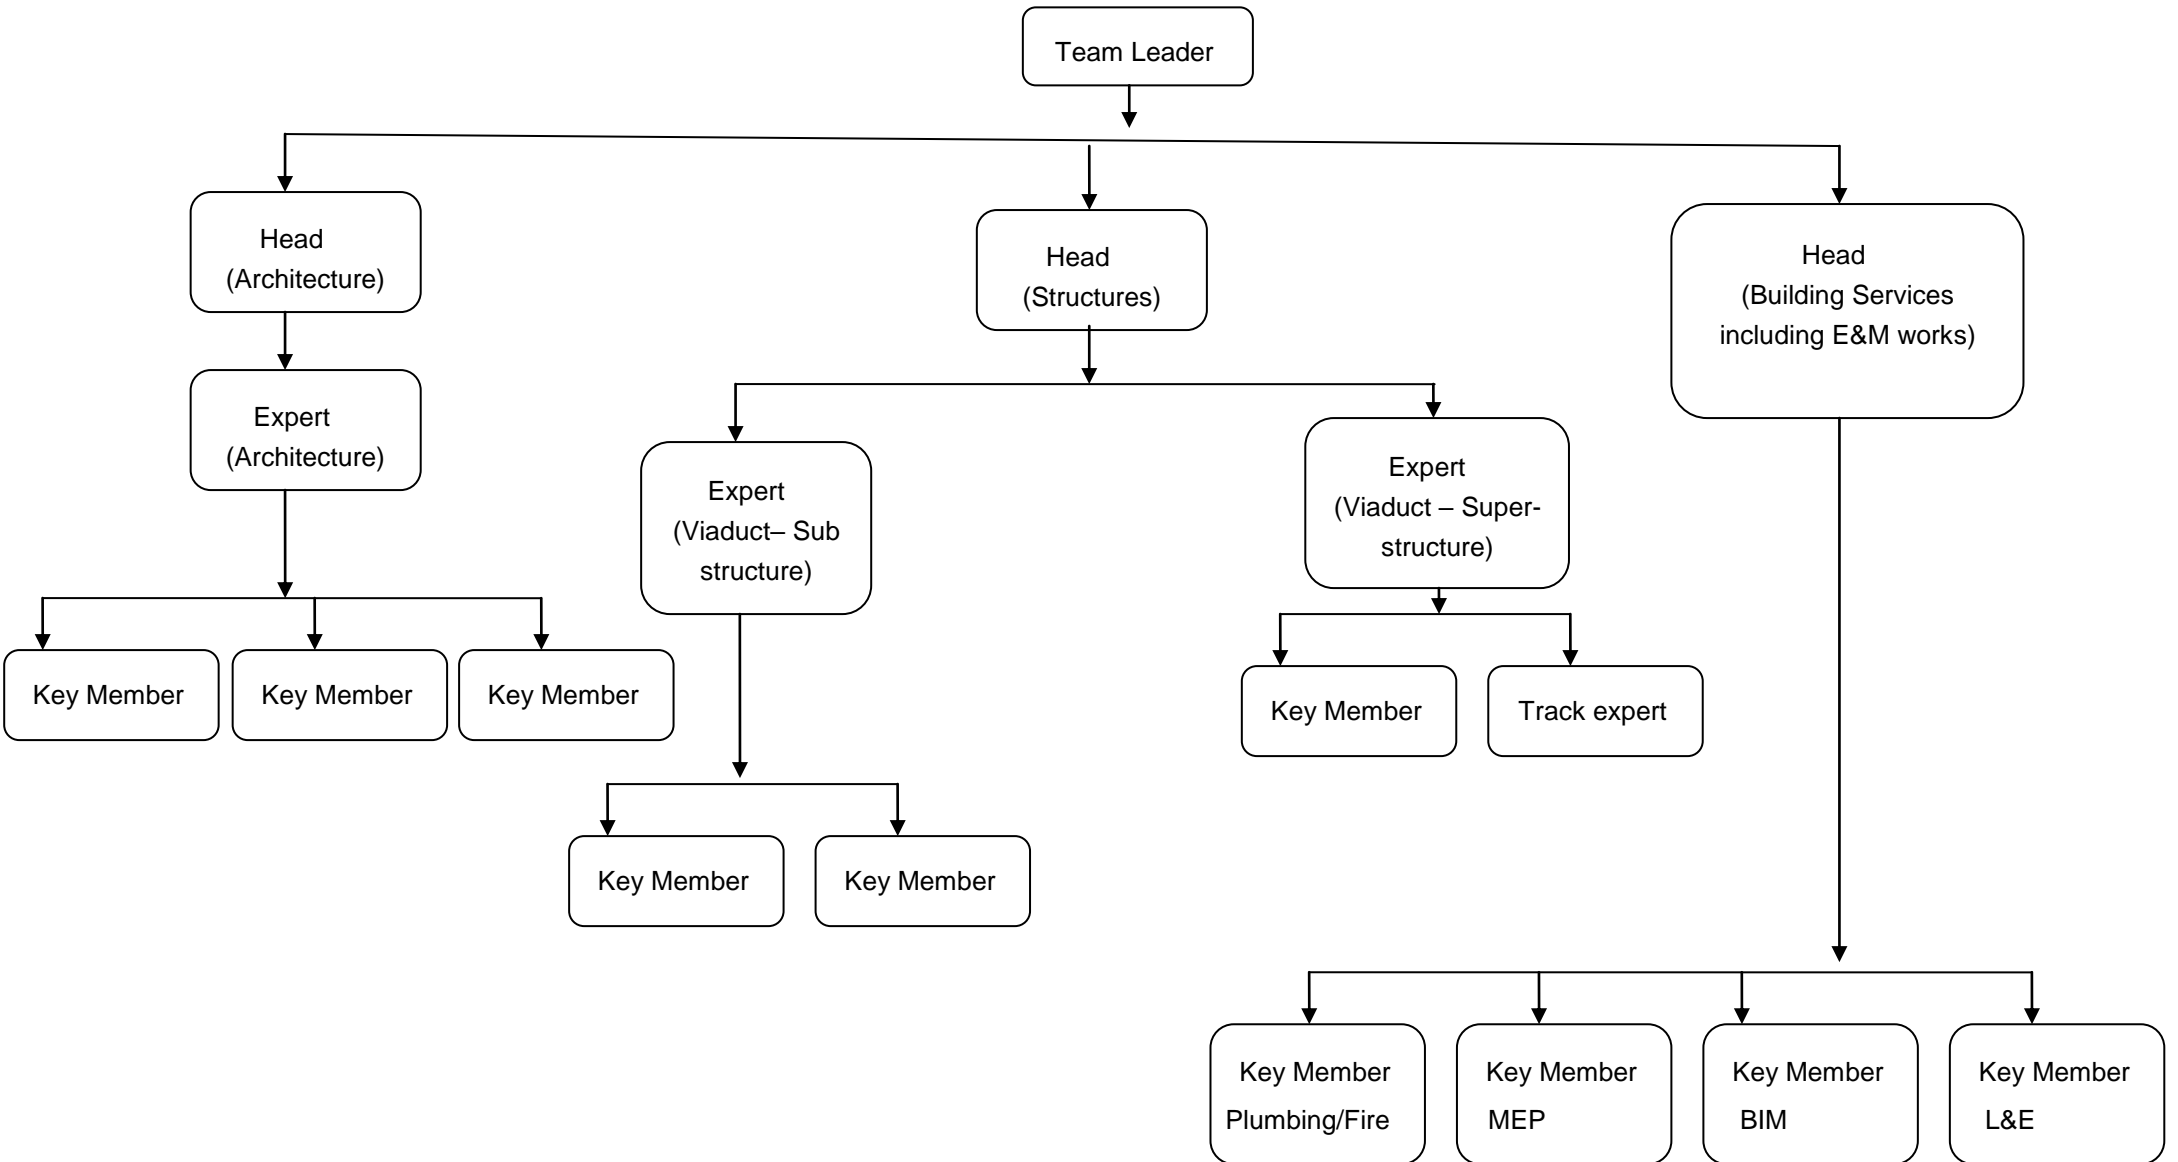 Team Leader
Head
(Architecture)
Head
(Structures)
Head
(Building Services
including E&M works)
Expert
(Architecture)
Expert
(Viaduct– Sub
structure)
Expert
(Viaduct – Super-
structure)
Key Member
Key Member
Key Member
Key Member
Track expert
Key Member
Key Member
Key Member
Plumbing/Fire
Key Member
MEP
Key Member
BIM
Key Member
L&E